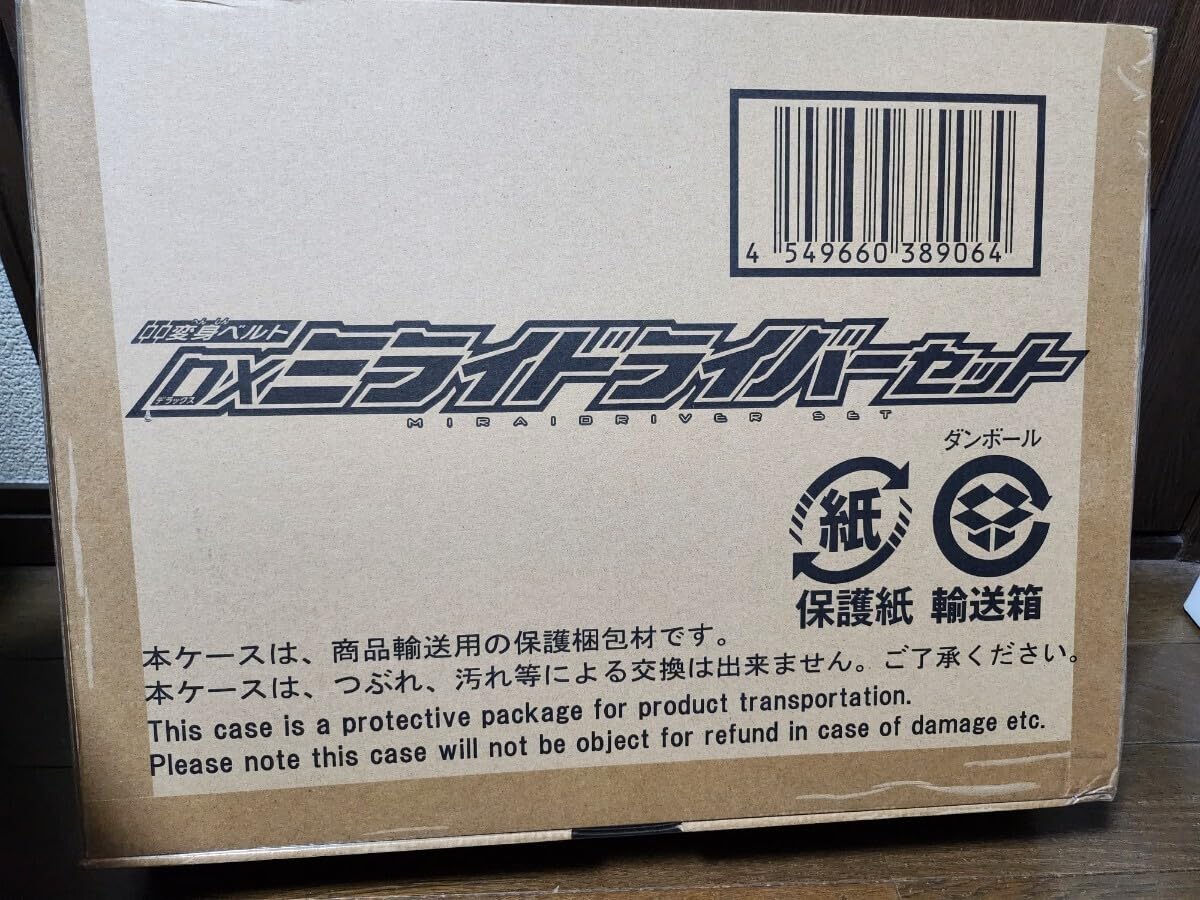 4 549660 389064
変身ベルト
DXミライドライバーセット
デラックス
MIRAIDRIVER SET
ダンボール
紙
保護紙 輸送箱
本ケースは、商品輸送用の保護梱包材です。
本ケースは、つぶれ、汚れ等による交換は出来ません。ご了承ください。
This case is a protective package for product transportation.
Please note this case will not be object for refund in case of damage etc.